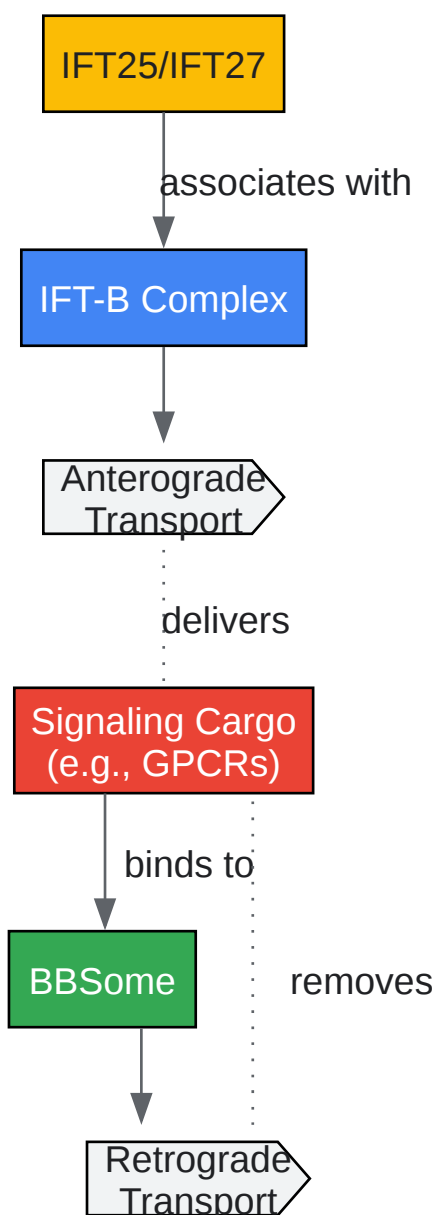 IFT25/IFT27
associates with
IFT-B Complex
Anterograde
Transport
delivers
Signaling Cargo
(e.g., GPCRs)
binds to
BBSome
removes
Retrograde
Transport